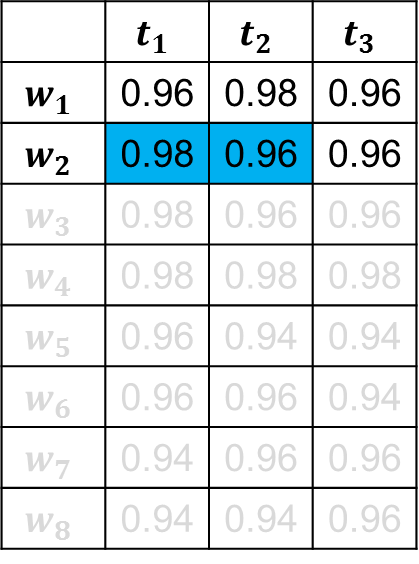 t₁ t₂ t₃
w₁ 0.96 0.98 0.96
w₂ 0.98 0.96 0.96
w₃ 0.98 0.96 0.96
w₄ 0.98 0.98 0.98
w₅ 0.96 0.94 0.94
w₆ 0.96 0.96 0.94
w₇ 0.94 0.96 0.96
w₈ 0.94 0.94 0.96